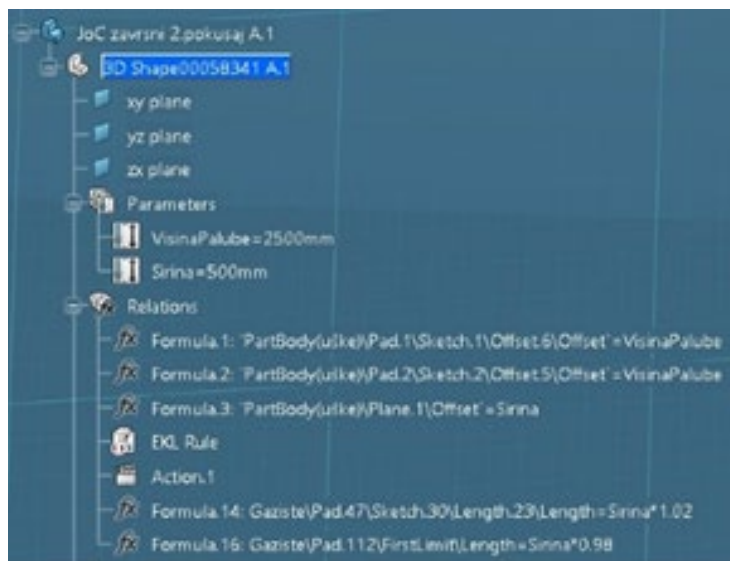 JoC zavrsni 2.pokusaj A.1
3D Shape00058341 A.1
xy plane
yz plane
zx plane
Parameters
VisinaPalube=2500mm
Sirina=500mm
Relations
Formula.1: `PartBody(uške)\Pad.1\Sketch.1\Offset.6\Offset`=VisinaPalube
Formula.2: `PartBody(uške)\Pad.2\Sketch.2\Offset.5\Offset`=VisinaPalube
Formula.3: `PartBody(uške)\Plane.1\Offset`=Sirina
EKL Rule
Action.1
Formula.14: Gaziste\Pad.47\Sketch.30\Length.23\Length=Sirina*1.02
Formula.16: Gaziste\Pad.112\FirstLimit\Length=Sirina*0.98